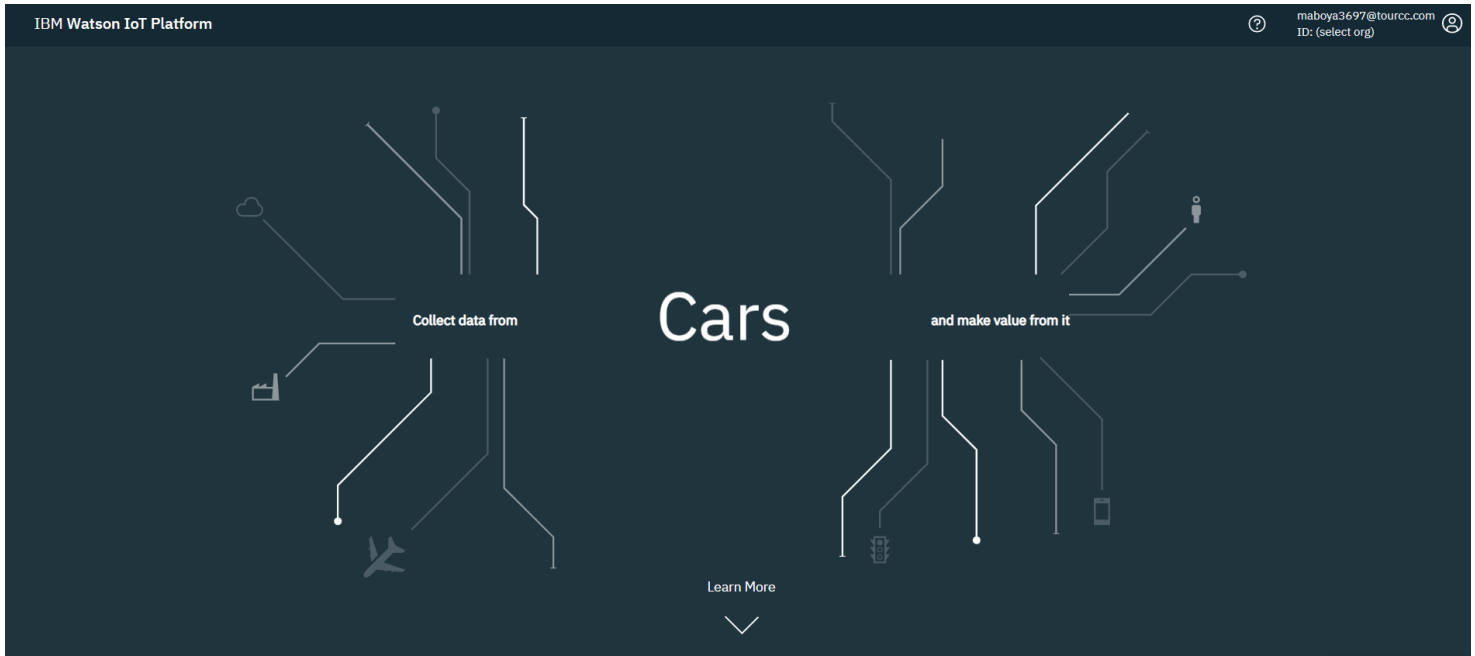 IBM Watson IoT Platform
maboya3697@tourcc.com
ID: (select org)
Collect data from
Cars
and make value from it
Learn More